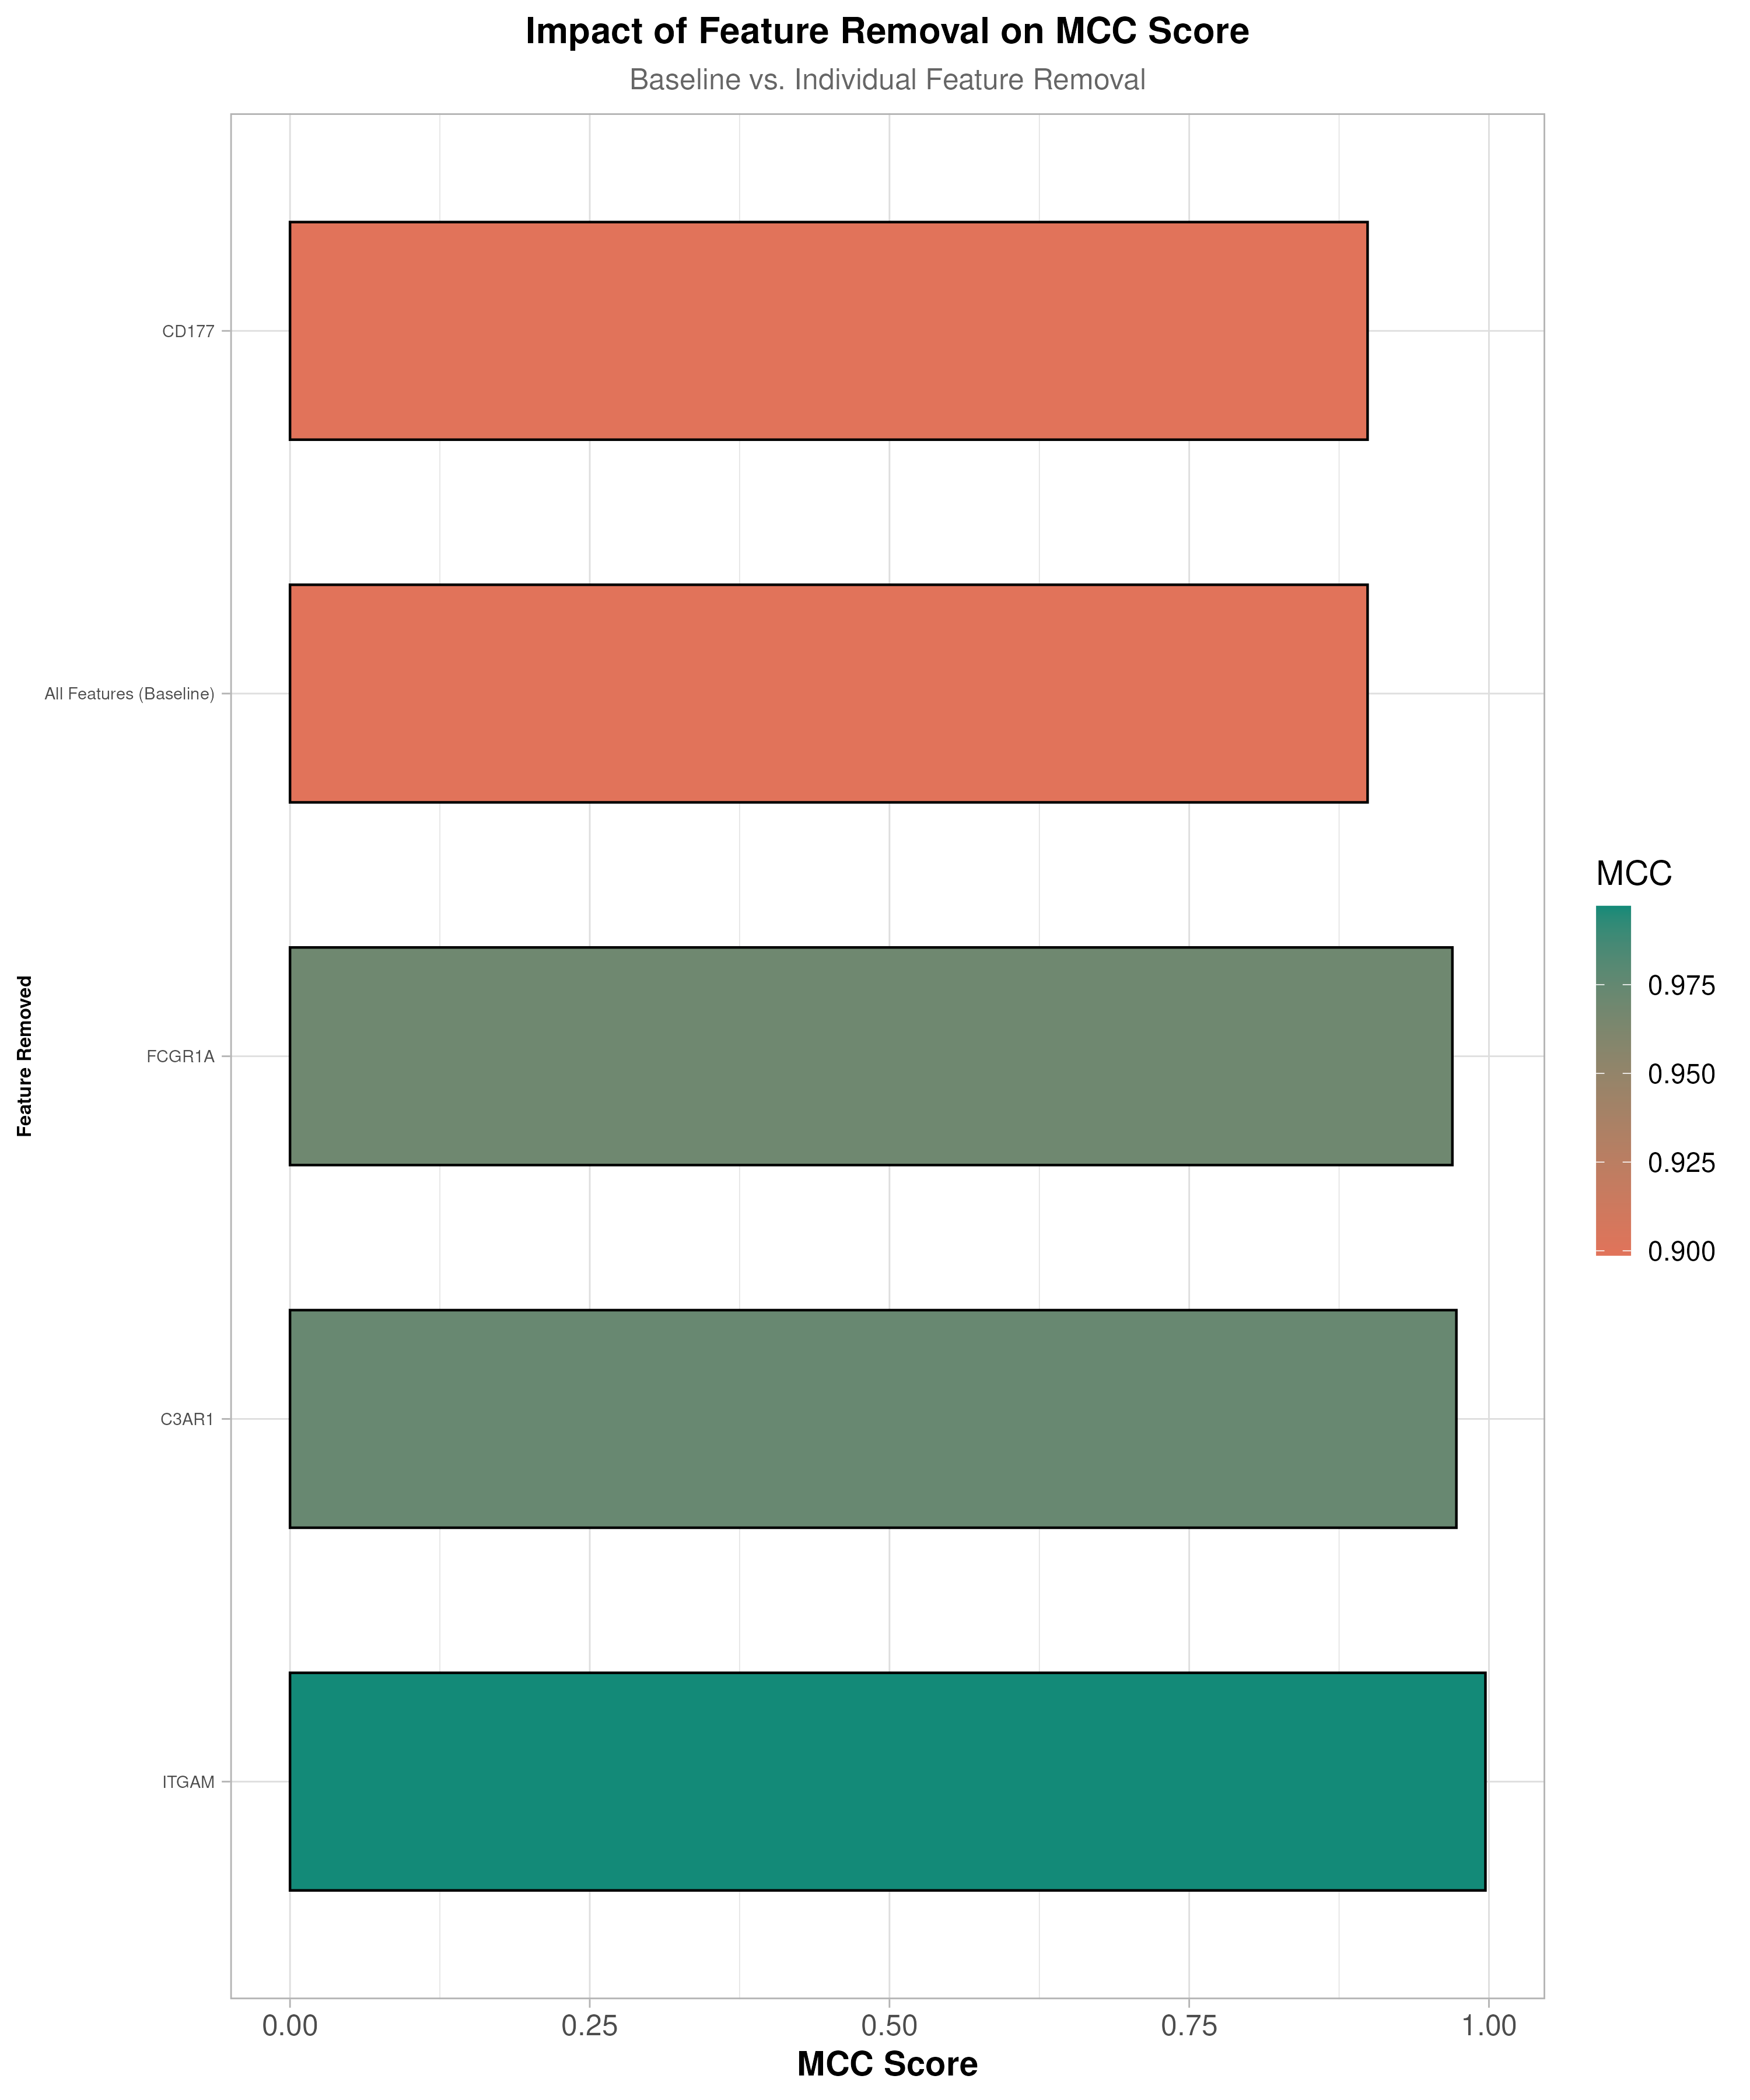 Impact of Feature Removal on MCC Score
Baseline vs. Individual Feature Removal
Feature Removed
CD177
All Features (Baseline)
FCGR1A
C3AR1
ITGAM
0.00 0.25 0.50 0.75 1.00
MCC Score
MCC
0.975
0.950
0.925
0.900